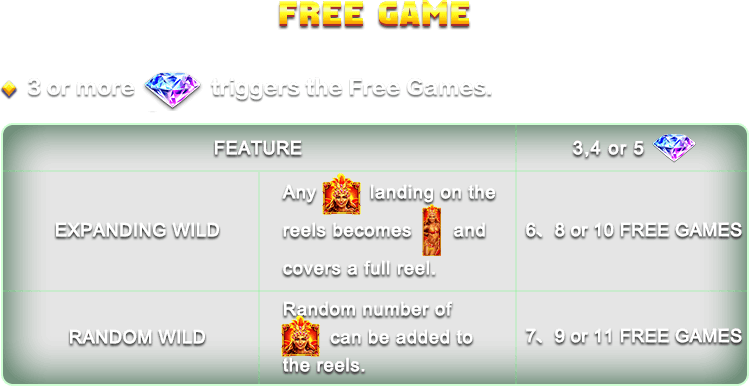 FREE GAME
3 or more triggers the Free Games.
FEATURE
3,4 or 5
EXPANDING WILD
Any landing on the
reels becomes and
covers a full reel.
6、8 or 10 FREE GAMES
RANDOM WILD
Random number of
can be added to
the reels.
7、9 or 11 FREE GAMES